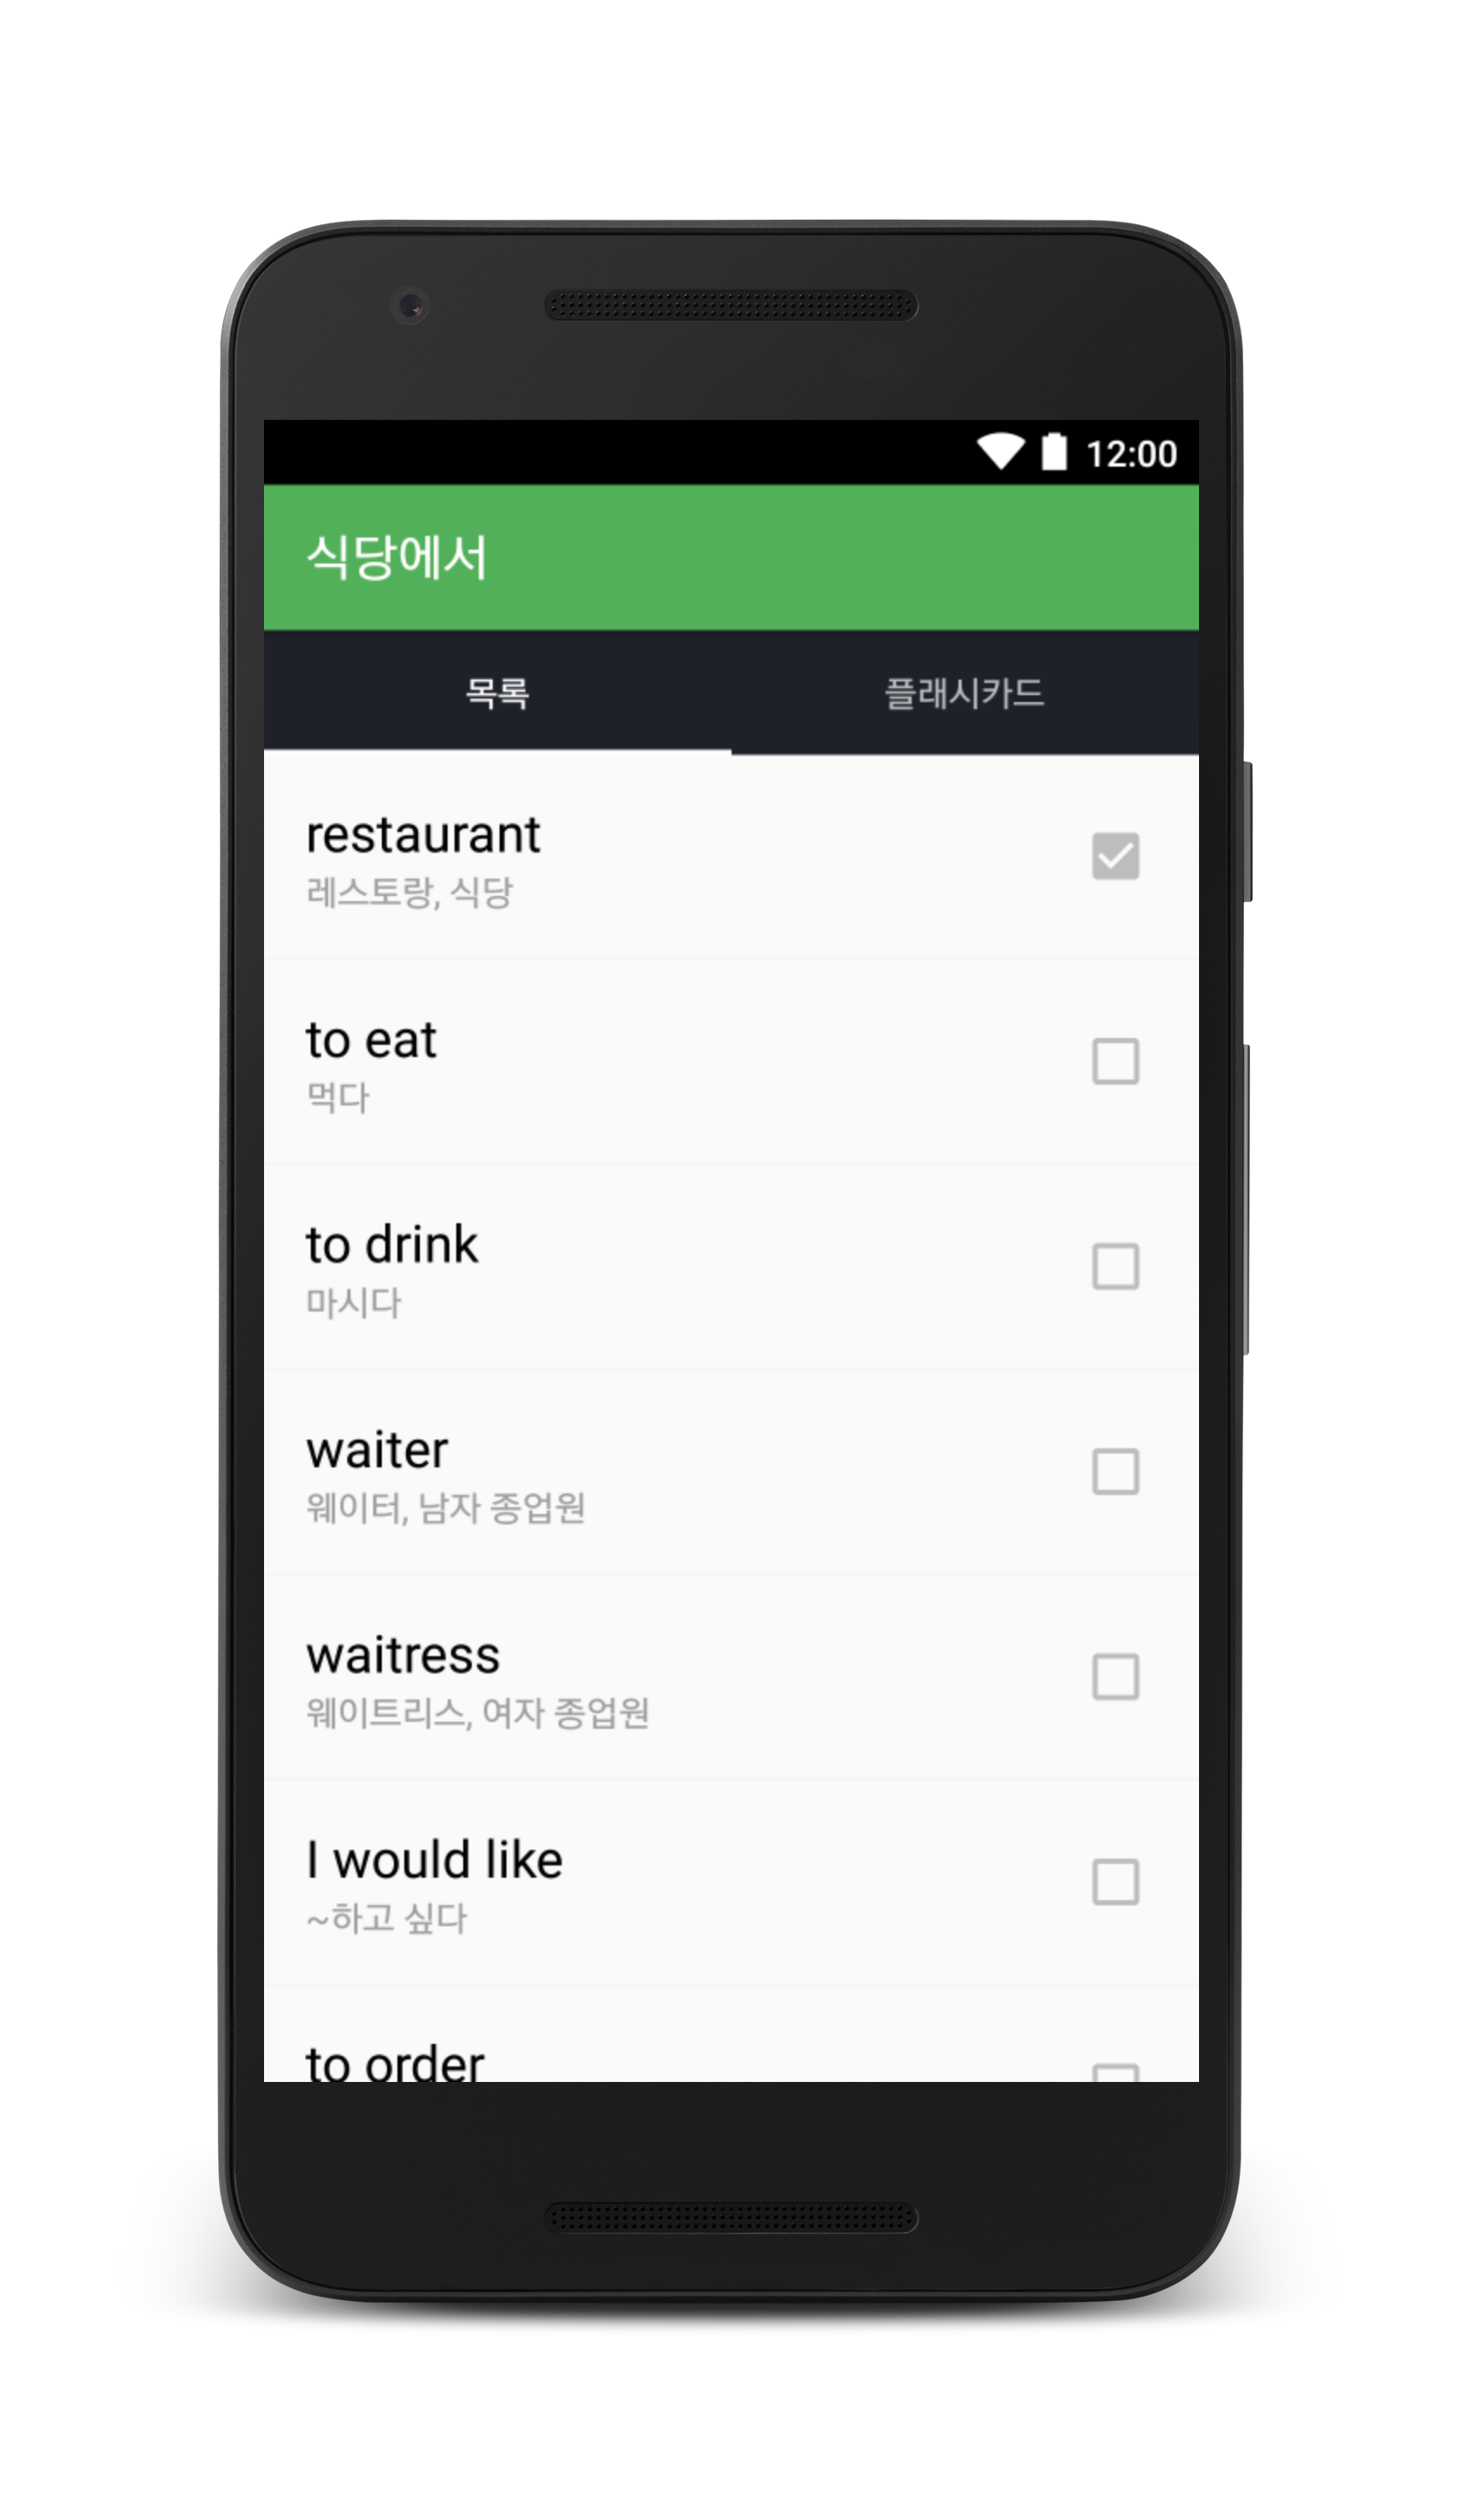 12:00
식당에서
목록 플래시카드
restaurant
레스토랑, 식당
to eat
먹다
to drink
마시다
waiter
웨이터, 남자 종업원
waitress
웨이트리스, 여자 종업원
I would like
~하고 싶다
to order